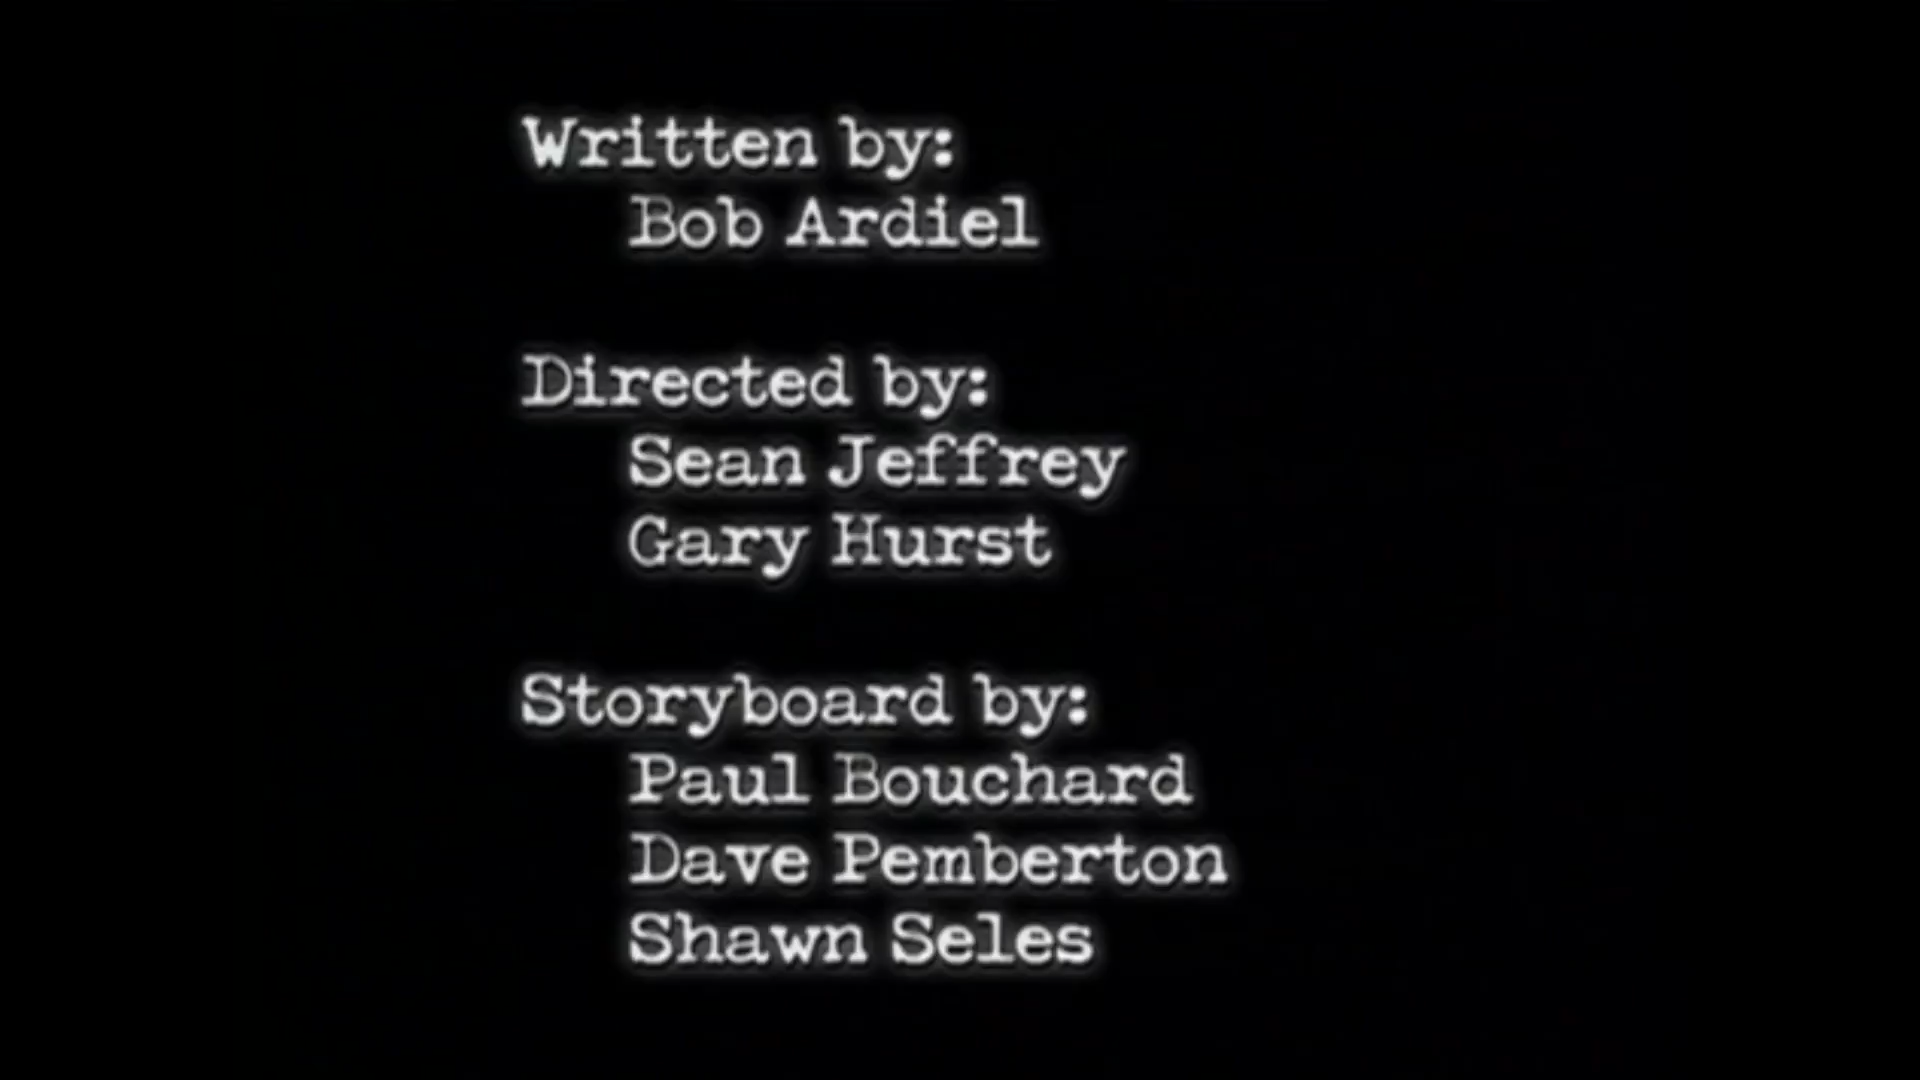 Written by:
Bob Ardiel
Directed by:
Sean Jeffrey
Gary Hurst
Storyboard by:
Paul Bouchard
Dave Pemberton
Shawn Seles